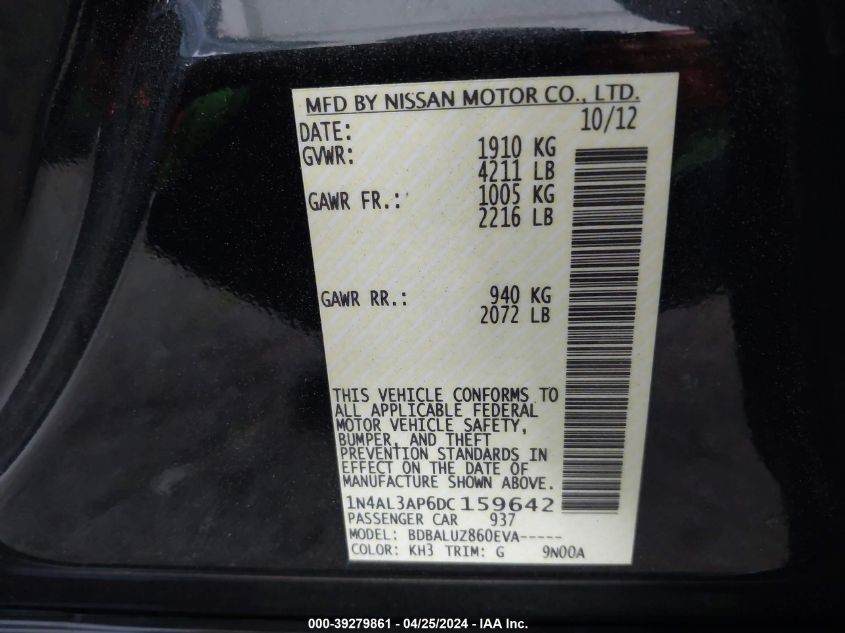 MFD BY NISSAN MOTOR CO., LTD.
DATE: 10/12
GVWR: 1910 KG
4211 LB
GAWR FR.: 1005 KG
2216 LB
GAWR RR.: 940 KG
2072 LB
THIS VEHICLE CONFORMS TO
ALL APPLICABLE FEDERAL
MOTOR VEHICLE SAFETY,
BUMPER, AND THEFT
PREVENTION STANDARDS IN
EFFECT ON THE DATE OF
MANUFACTURE SHOWN ABOVE.
1N4AL3AP6DC159642
PASSENGER CAR 937
MODEL: BDBALUZ860EVA-----
COLOR: KH3 TRIM: G 9N00A
000-39279861 - 04/25/2024 - IAA Inc.